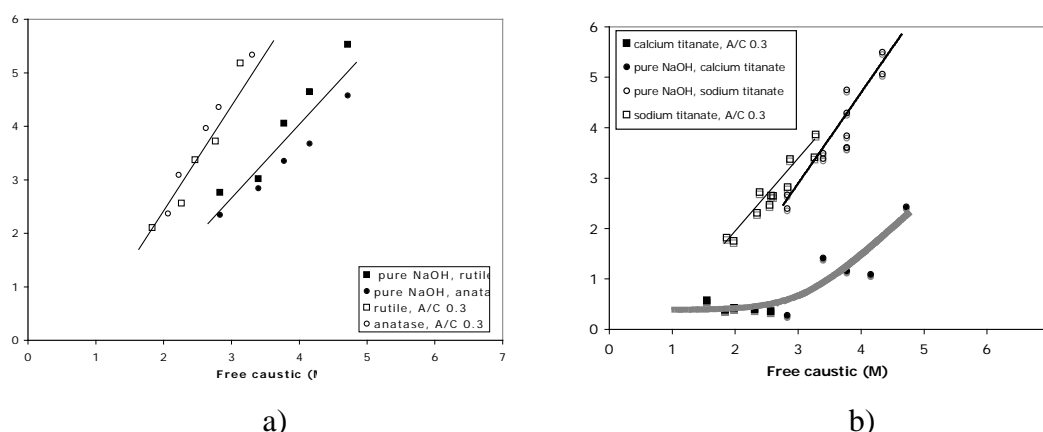 a
6
5
4
3
2
1
0
0 1 2 3 4 5 6 7
pure NaOH, rutile
pure NaOH, anata
rutile, A/C 0.3
anatase, A/C 0.3
Free caustic (M
a)
b
6
5
4
3
2
1
0
0 1 2 3 4 5 6
calcium titanate, A/C 0.3
pure NaOH, calcium titanate
pure NaOH, sodium titanate
sodium titanate, A/C 0.3
Free caustic (M)
b)